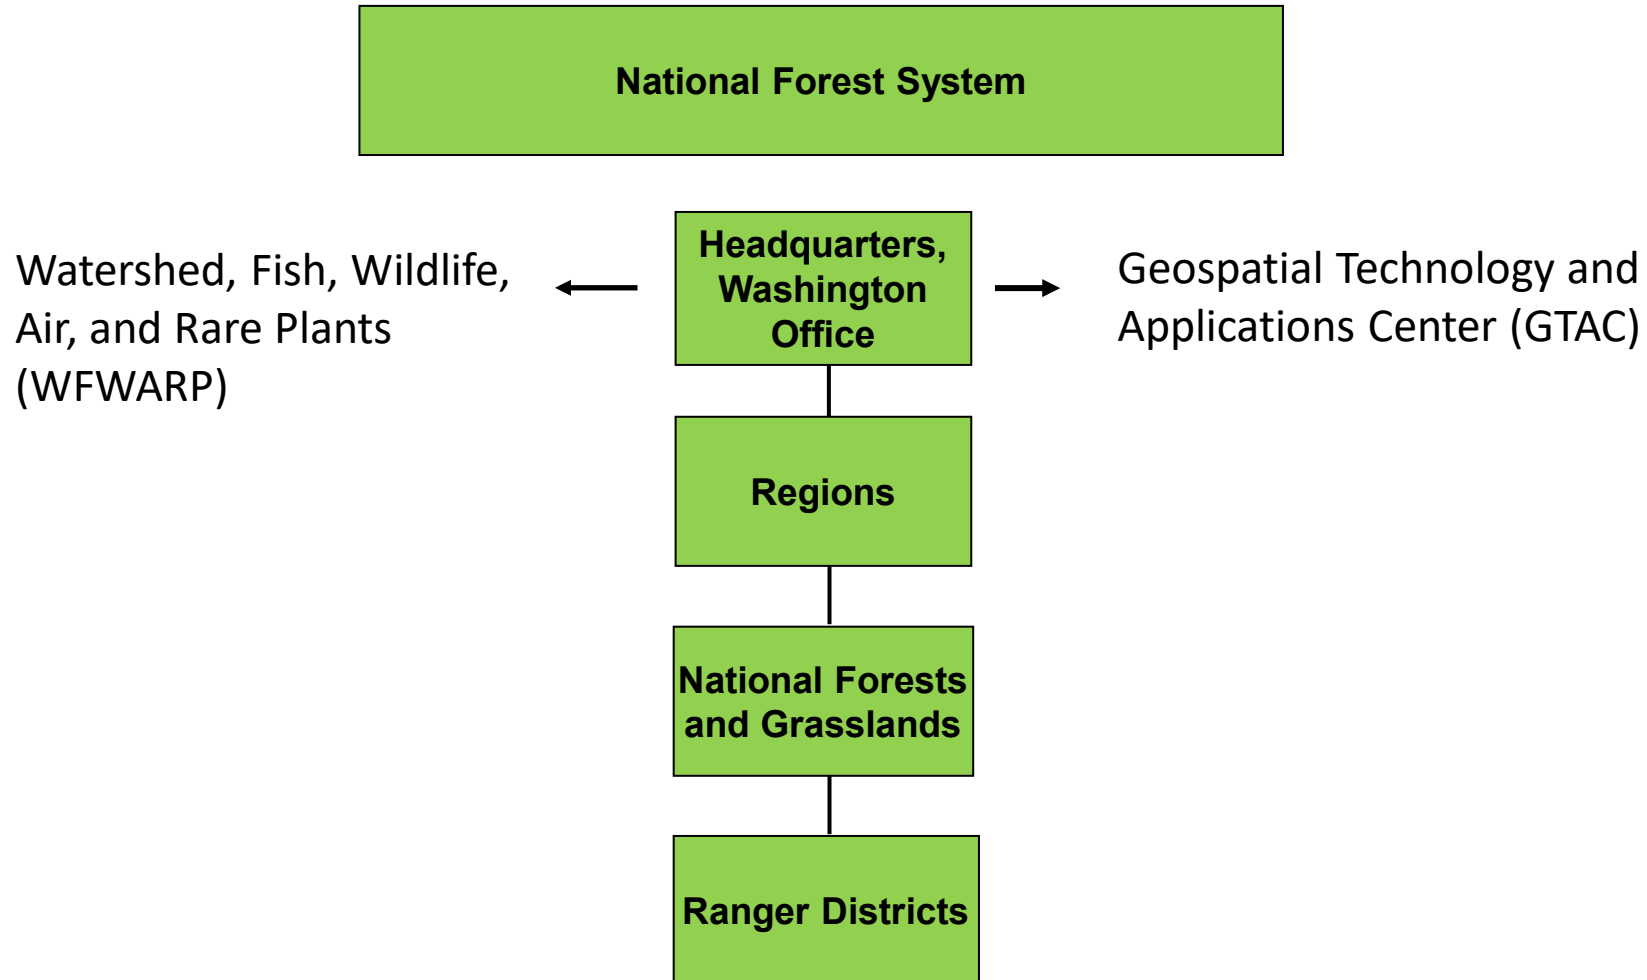 National Forest System
Watershed, Fish, Wildlife,
Air, and Rare Plants
(WFWARP)
Headquarters,
Washington
Office
Geospatial Technology and
Applications Center (GTAC)
Regions
National Forests
and Grasslands
Ranger Districts